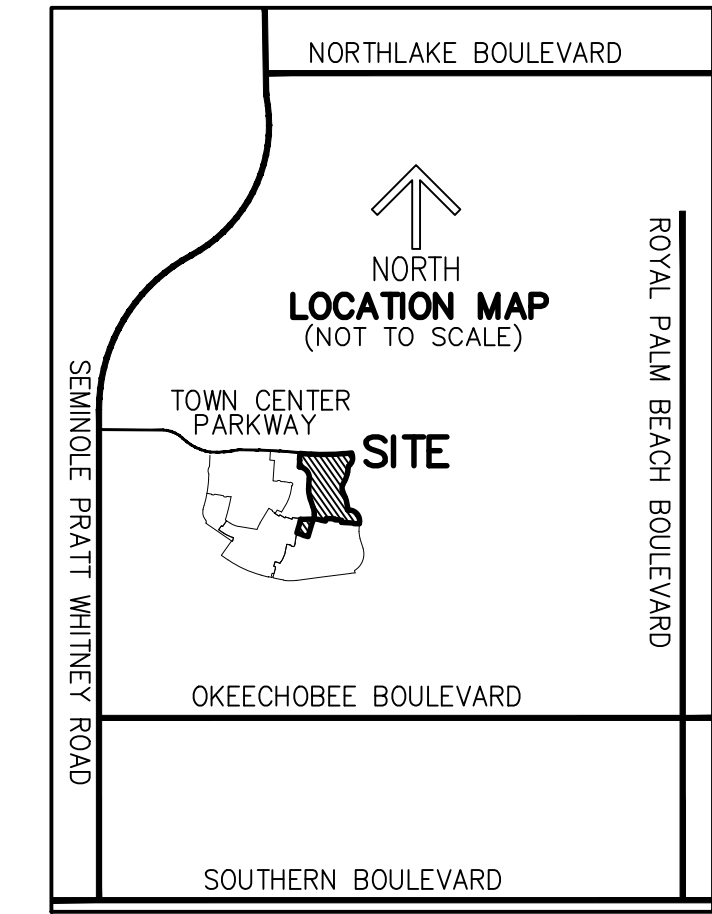 NORTHLAKE BOULEVARD
NORTH
LOCATION MAP
(NOT TO SCALE)
ROYAL PALM BEACH BOULEVARD
SEMINOLE PRATT WHITNEY ROAD
TOWN CENTER
PARKWAY
SITE
OKEECHOBEE BOULEVARD
SOUTHERN BOULEVARD